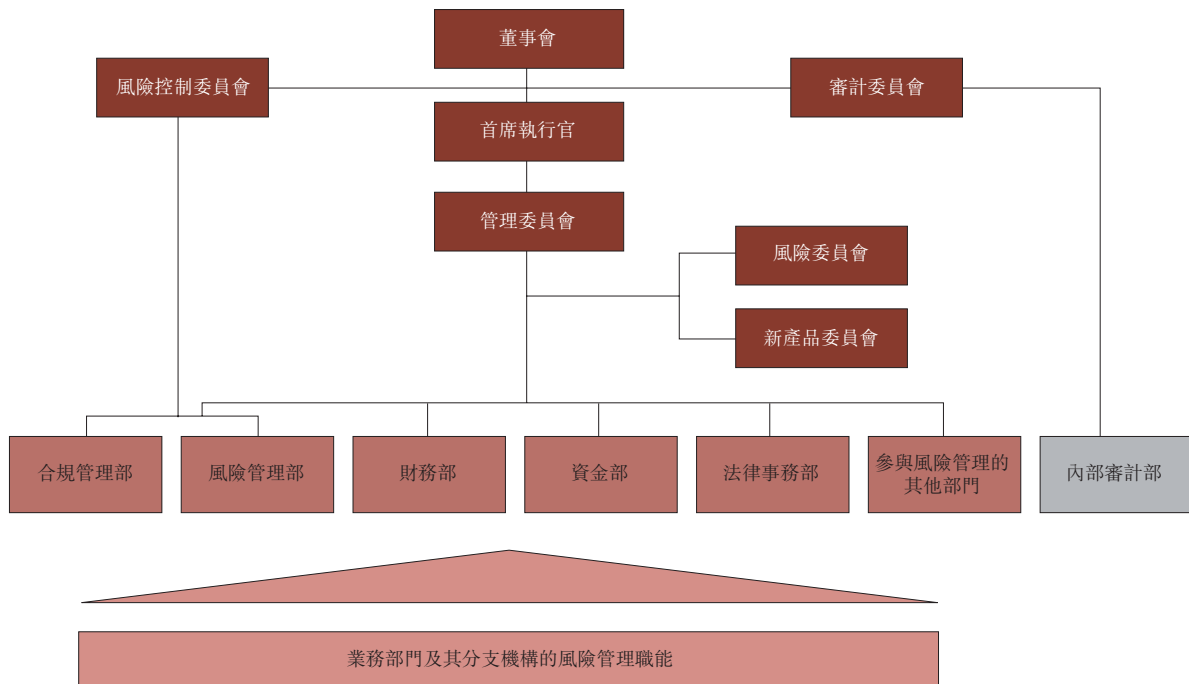 董事會
風險控制委員會
審計委員會
首席執行官
管理委員會
風險委員會
新產品委員會
合規管理部
風險管理部
財務部
資金部
法律事務部
參與風險管理的
其他部門
內部審計部
業務部門及其分支機構的風險管理職能